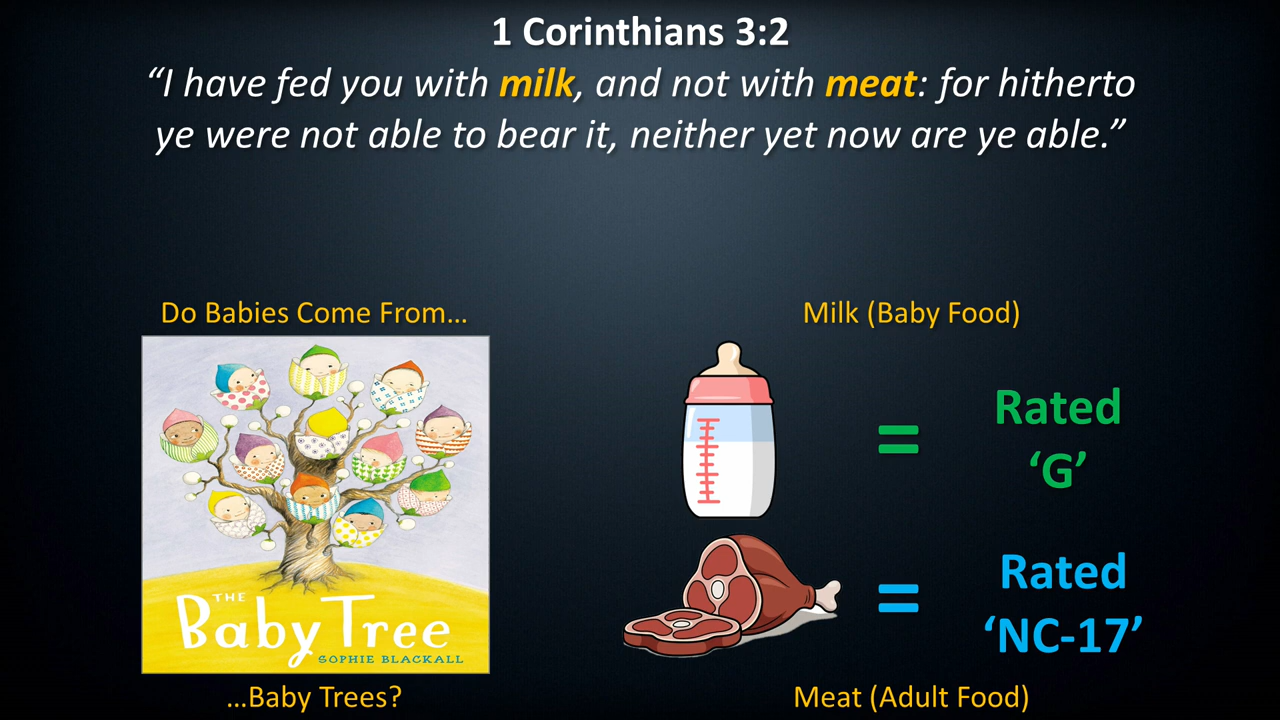 1 Corinthians 3:2
“I have fed you with milk, and not with meat: for hitherto
ye were not able to bear it, neither yet now are ye able.”
Do Babies Come From...
THE
Baby Tree
SOPHIE BLACKALL
...Baby Trees?
Milk (Baby Food)
=
Rated
‘G’
=
Rated
‘NC-17’
Meat (Adult Food)